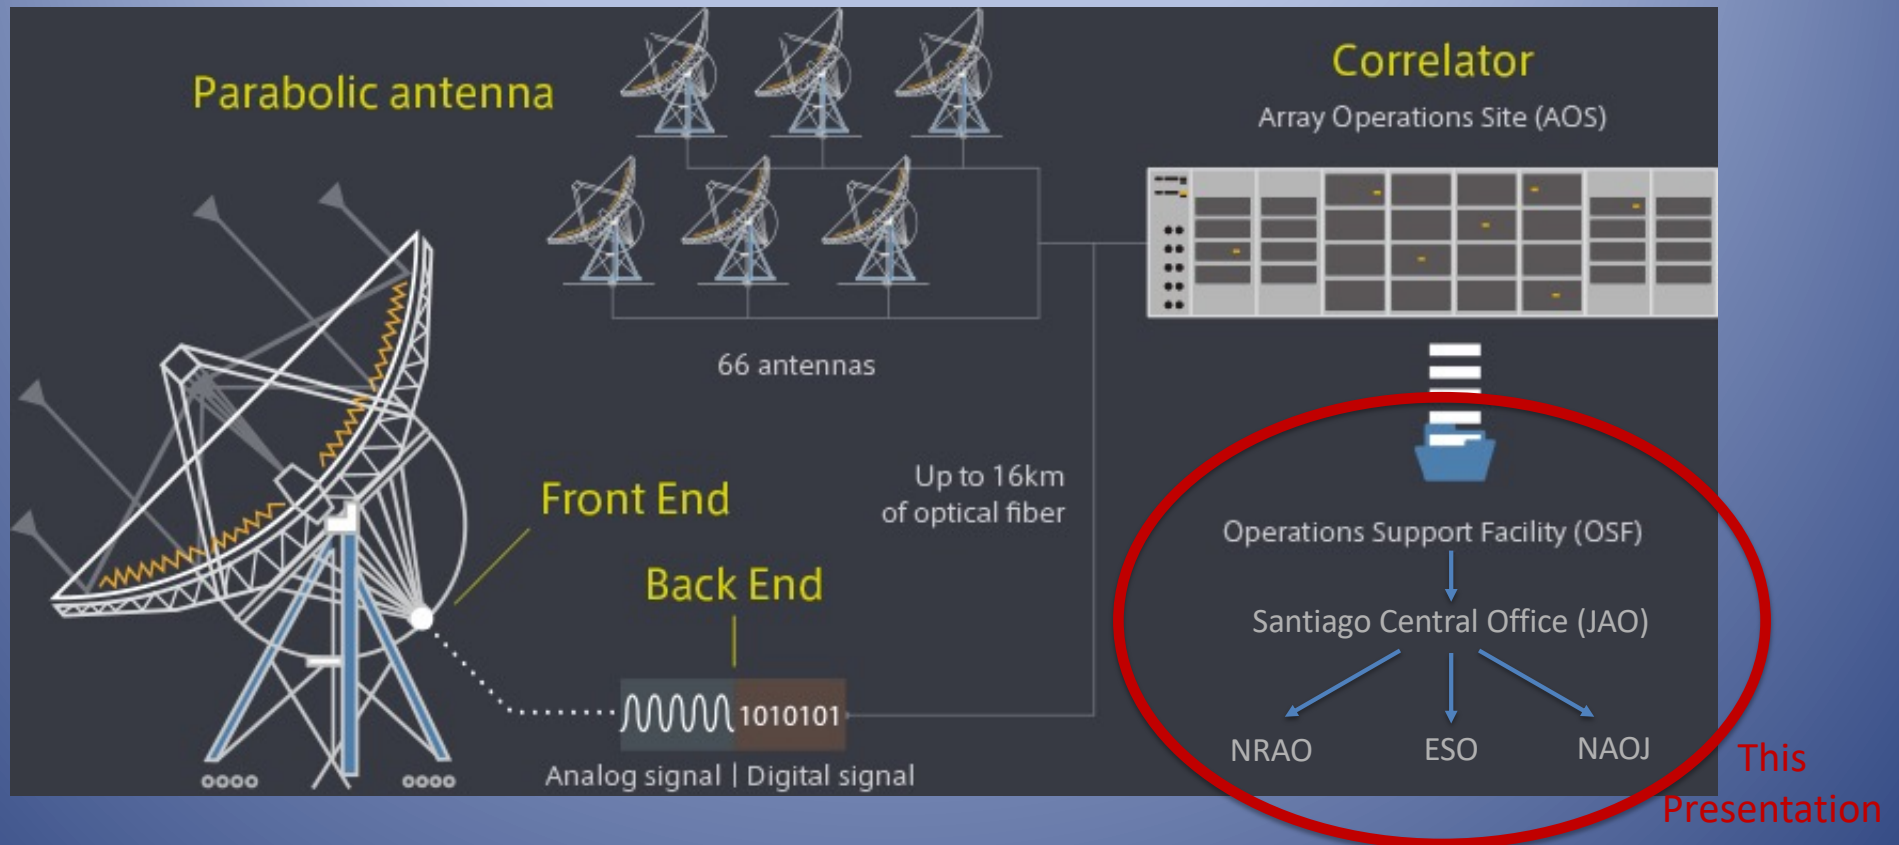 Parabolic antenna
Correlator
Array Operations Site (AOS)
66 antennas
Up to 16km
of optical fiber
Front End
Back End
1010101
Analog signal | Digital signal
Operations Support Facility (OSF)
Santiago Central Office (JAO)
NRAO
ESO
NAOJ
This
Presentation